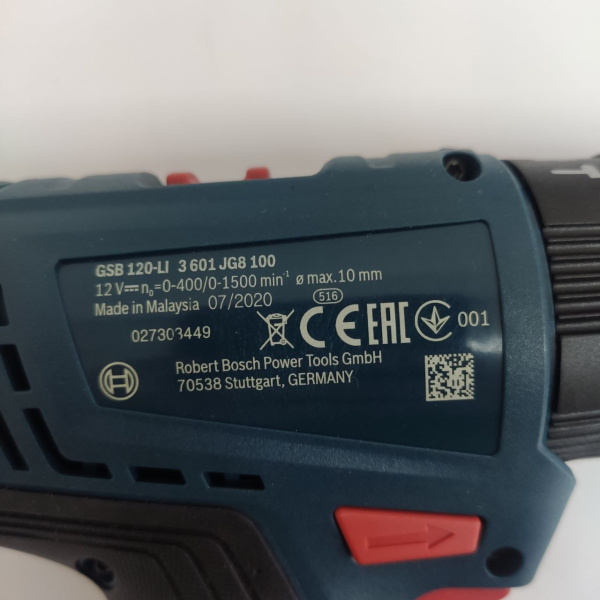 GSB 120-LI 3 601 JG8 100
12 V⎓ n₀=0-400/0-1500 min⁻¹ ø max.10 mm
Made in Malaysia 07/2020 516
027303449 CE EAC 001
Robert Bosch Power Tools GmbH
70538 Stuttgart, GERMANY